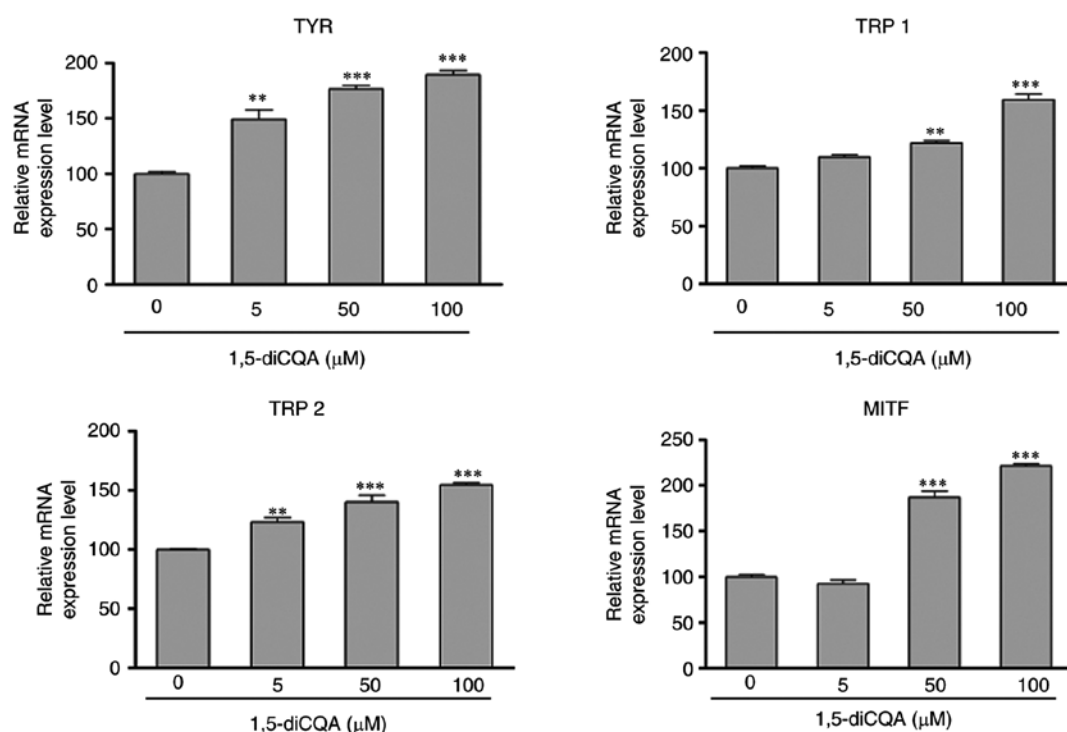 TYR
Relative mRNA
expression level
200
150
100
50
0
**
***
***
0 5 50 100
1,5-diCQA (μM)
TRP 1
Relative mRNA
expression level
200
150
100
50
0
**
***
0 5 50 100
1,5-diCQA (μM)
TRP 2
Relative mRNA
expression level
200
150
100
50
0
**
***
***
0 5 50 100
1,5-diCQA (μM)
MITF
Relative mRNA
expression level
250
200
150
100
50
0
***
***
0 5 50 100
1,5-diCQA (μM)